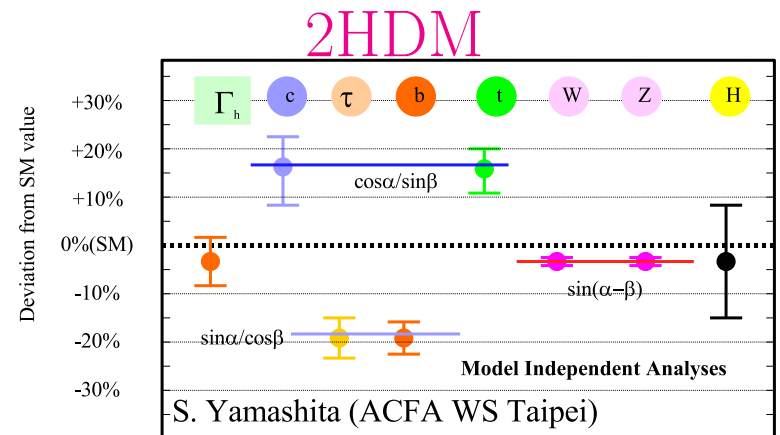 2HDM
Deviation from SM value
+30%
+20%
+10%
0%(SM)
-10%
-20%
-30%
Γh c τ b t W Z H
cosα/sinβ
sin(α−β)
sinα/cosβ
Model Independent Analyses
S. Yamashita (ACFA WS Taipei)